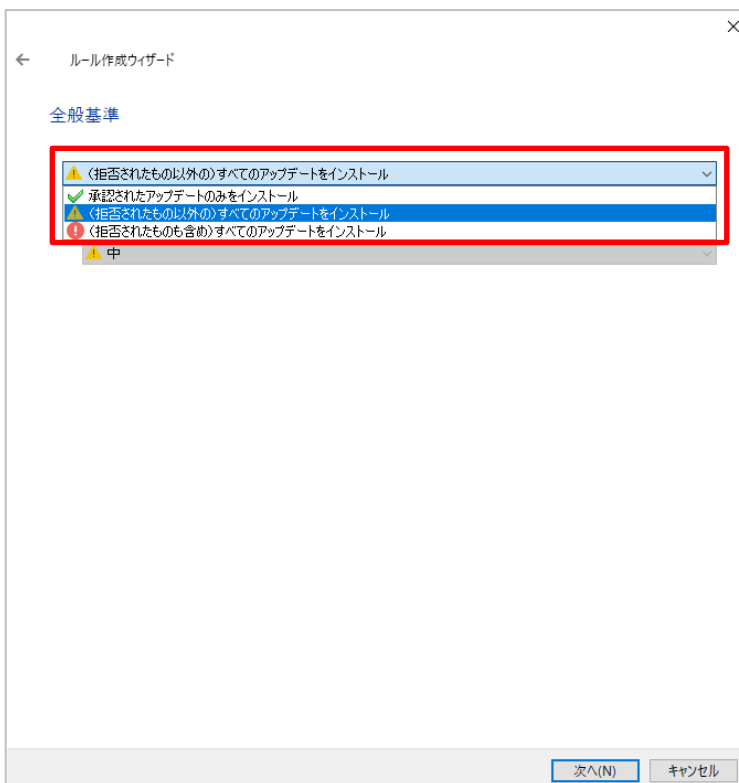 ルール作成ウィザード
全般基準
(拒否されたもの以外の)すべてのアップデートをインストール
承認されたアップデートのみをインストール
(拒否されたもの以外の)すべてのアップデートをインストール
(拒否されたものも含め)すべてのアップデートをインストール
中
次へ(N) キャンセル